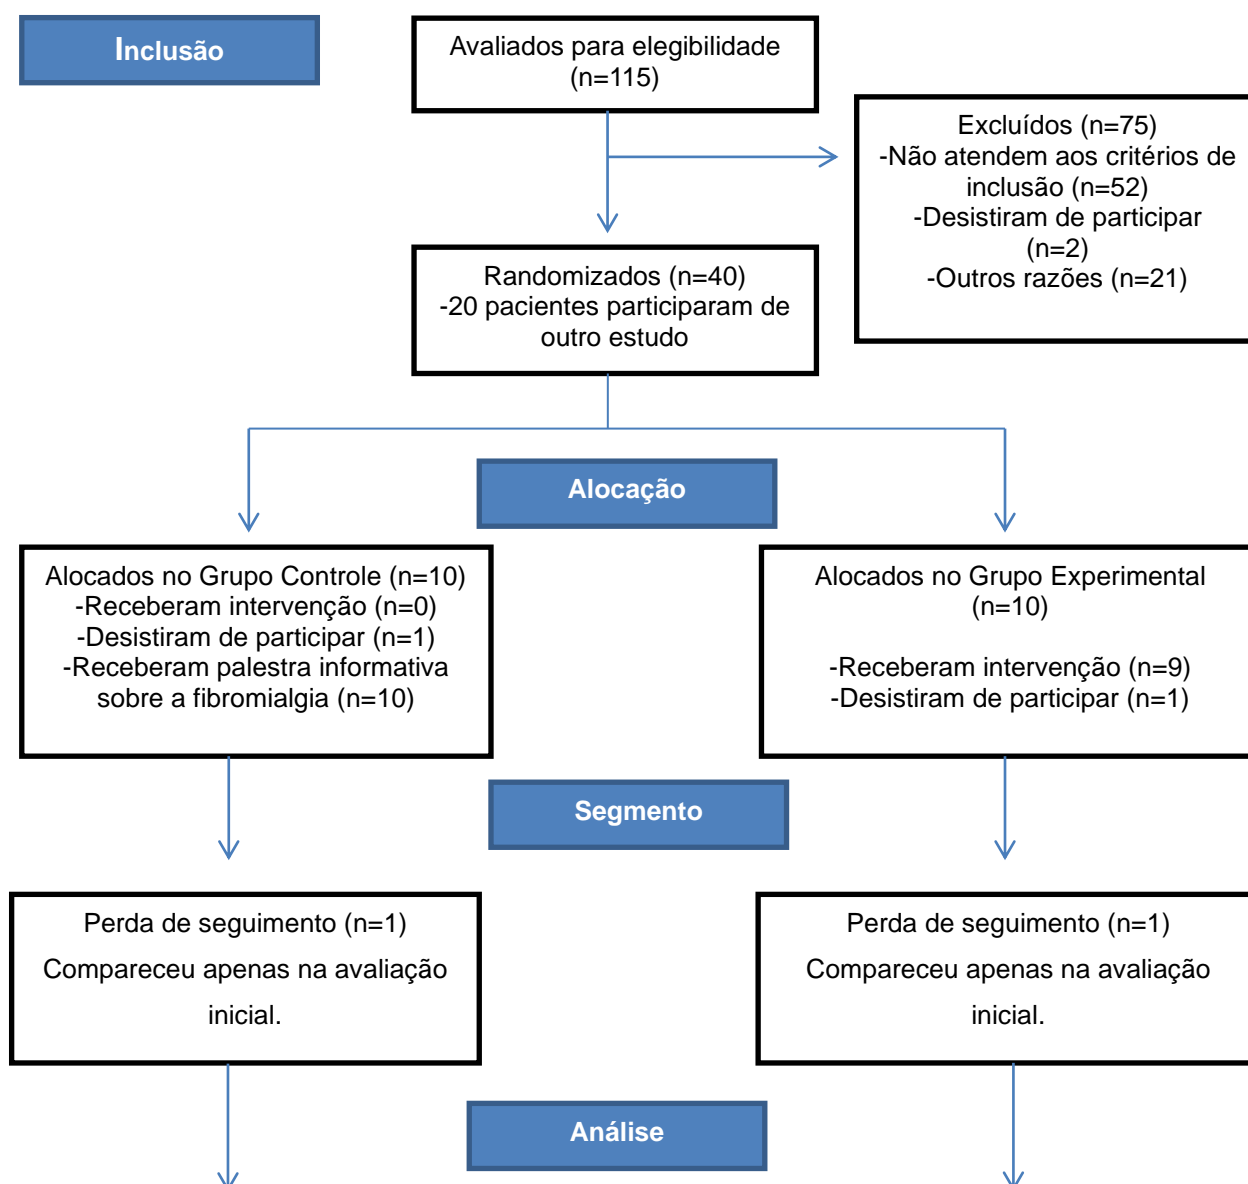 Inclusão
Avaliados para elegibilidade
(n=115)
Excluídos (n=75)
-Não atendem aos critérios de
inclusão (n=52)
-Desistiram de participar
(n=2)
-Outros razões (n=21)
Randomizados (n=40)
-20 pacientes participaram de
outro estudo
Alocação
Alocados no Grupo Controle (n=10)
-Receberam intervenção (n=0)
-Desistiram de participar (n=1)
-Receberam palestra informativa
sobre a fibromialgia (n=10)
Alocados no Grupo Experimental
(n=10)
-Receberam intervenção (n=9)
-Desistiram de participar (n=1)
Segmento
Perda de seguimento (n=1)
Compareceu apenas na avaliação
inicial.
Perda de seguimento (n=1)
Compareceu apenas na avaliação
inicial.
Análise